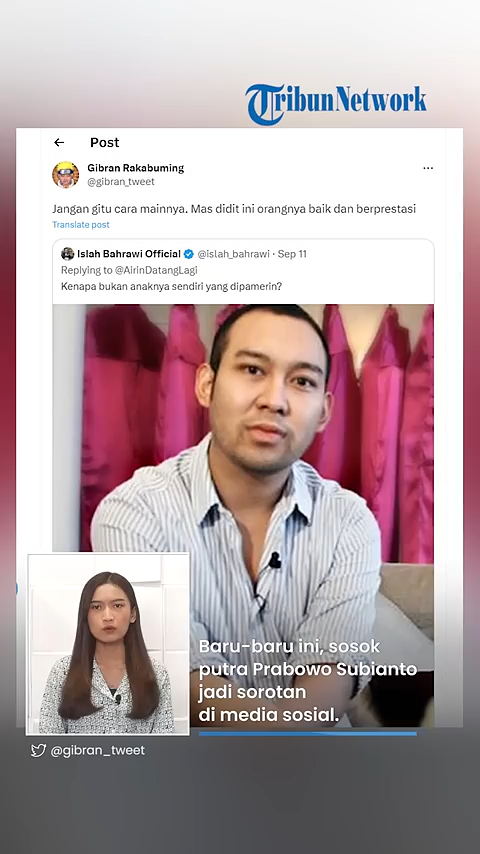 TribunNetwork
Post
Gibran Rakabuming
@gibran_tweet
Jangan gitu cara mainnya. Mas didit ini orangnya baik dan berprestasi
Translate post
Islah Bahrawi Official @islah_bahrawi · Sep 11
Replying to @AirinDatangLagi
Kenapa bukan anaknya sendiri yang dipamerin?
Baru-baru ini, sosok
putra Prabowo Subianto
jadi sorotan
di media sosial.
@gibran_tweet